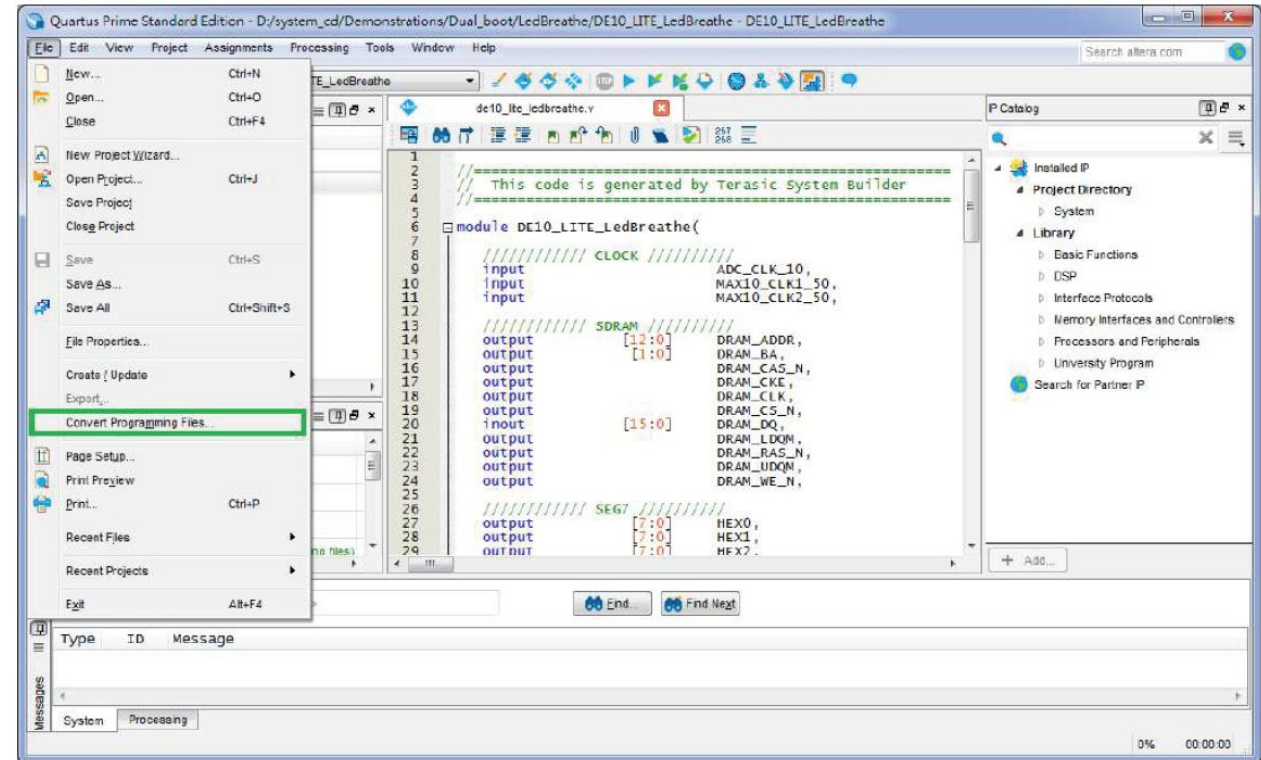 Quartus Prime Standard Edition - D:/system_cd/Demonstrations/Dual_boot/LedBreathe/DE10_LITE_LedBreathe - DE10_LITE_LedBreathe
File Edit View Project Assignments Processing Tools Window Help
Search altera.com
New... Ctrl+N
Open... Ctrl+O
Close Ctrl+F4
New Project Wizard...
Open Project... Ctrl+J
Save Project
Close Project
Save Ctrl+S
Save As...
Save All Ctrl+Shift+S
File Properties...
Create / Update
Export...
Convert Programming Files...
Page Setup...
Print Preview
Print... Ctrl+P
Recent Files
Recent Projects
Exit Alt+F4
TE_LedBreathe
no files)
de10_lite_ledbreathe.v
267
268
1
2 //=======================================================
3 // This code is generated by Terasic System Builder
4 //=======================================================
5
6 module DE10_LITE_LedBreathe(
7
8 //////////// CLOCK //////////
9 input ADC_CLK_10,
10 input MAX10_CLK1_50,
11 input MAX10_CLK2_50,
12
13 //////////// SDRAM //////////
14 output [12:0] DRAM_ADDR,
15 output [1:0] DRAM_BA,
16 output DRAM_CAS_N,
17 output DRAM_CKE,
18 output DRAM_CLK,
19 output DRAM_CS_N,
20 inout [15:0] DRAM_DQ,
21 output DRAM_LDQM,
22 output DRAM_RAS_N,
23 output DRAM_UDQM,
24 output DRAM_WE_N,
25
26 //////////// SEG7 //////////
27 output [7:0] HEX0,
28 output [7:0] HEX1,
29 output [7:0] HEX2,
IP Catalog
Installed IP
Project Directory
System
Library
Basic Functions
DSP
Interface Protocols
Memory Interfaces and Controllers
Processors and Peripherals
University Program
Search for Partner IP
+ Add...
Find... Find Next
Type ID Message
Messages
System Processing
0% 00:00:00